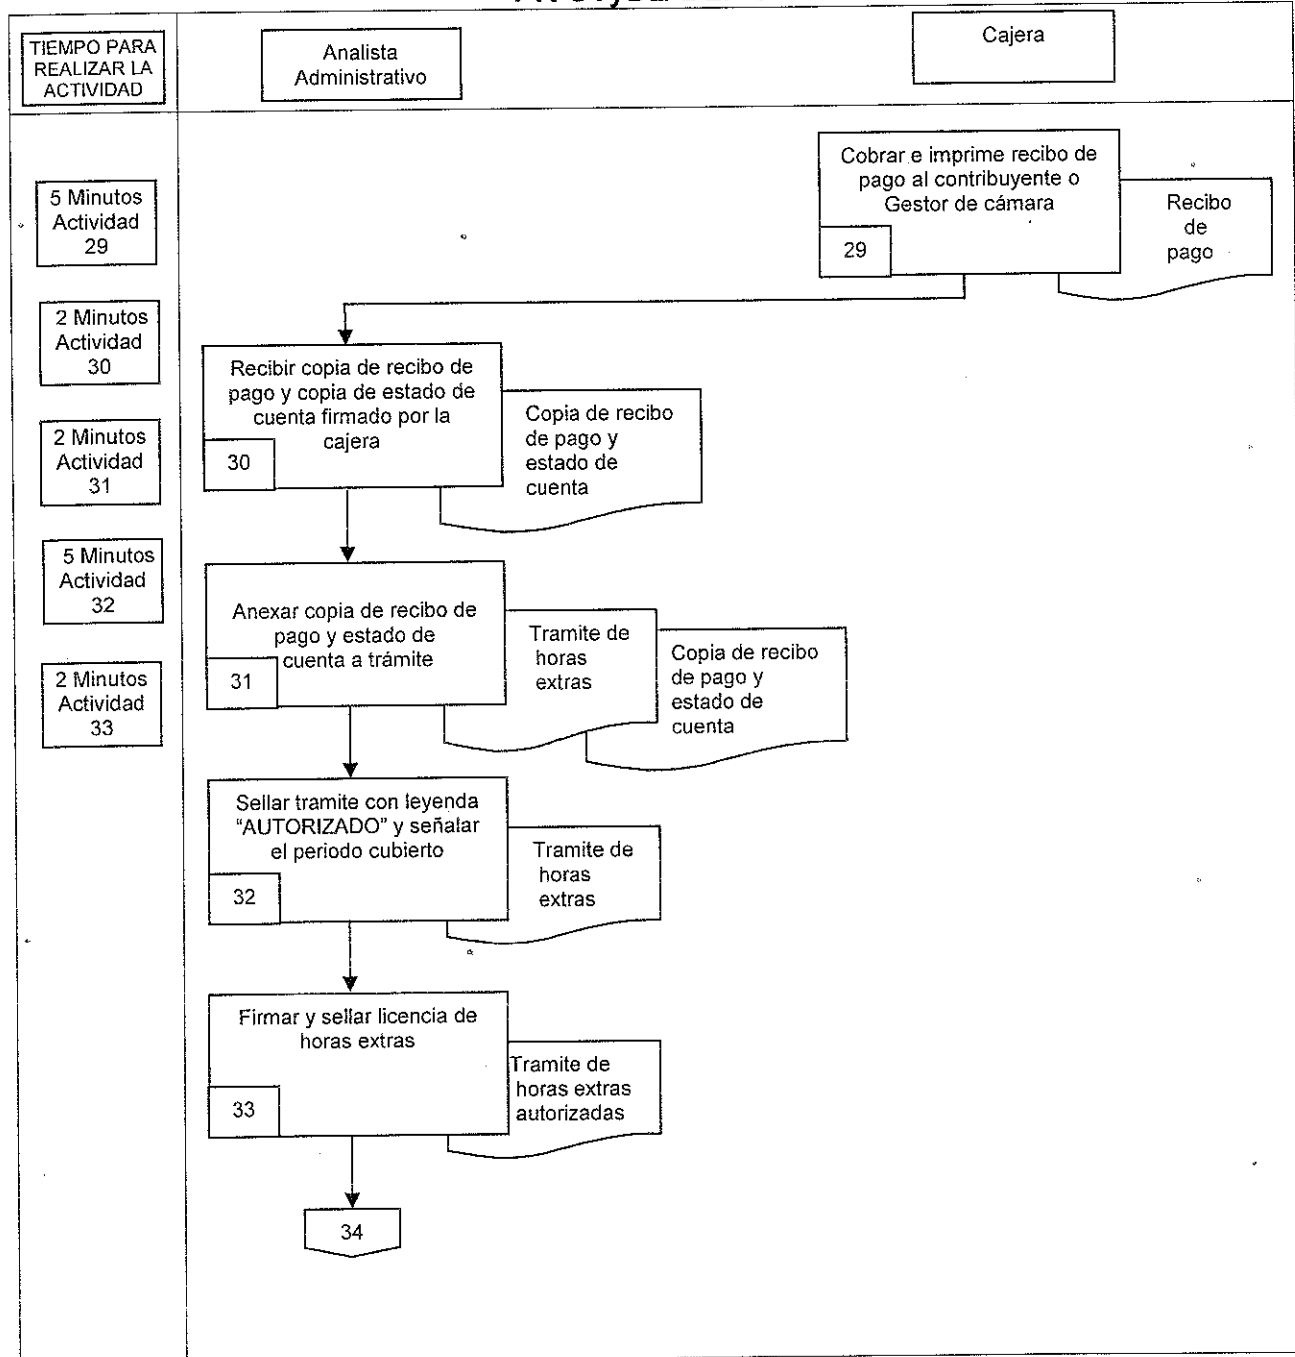 TIEMPO PARA
REALIZAR LA
ACTIVIDAD
Analista
Administrativo
Cajera
5 Minutos
Actividad
29
2 Minutos
Actividad
30
2 Minutos
Actividad
31
5 Minutos
Actividad
32
2 Minutos
Actividad
33
Cobrar e imprime recibo de
pago al contribuyente o
Gestor de cámara
29
Recibo
de
pago
Recibir copia de recibo de
pago y copia de estado de
cuenta firmado por la
cajera
30
Copia de recibo
de pago y
estado de
cuenta
Anexar copia de recibo de
pago y estado de
cuenta a trámite
31
Tramite de
horas
extras
Copia de recibo
de pago y
estado de
cuenta
Sellar tramite con leyenda
“AUTORIZADO” y señalar
el periodo cubierto
32
Tramite de
horas
extras
Firmar y sellar licencia de
horas extras
33
Tramite de
horas extras
autorizadas
34